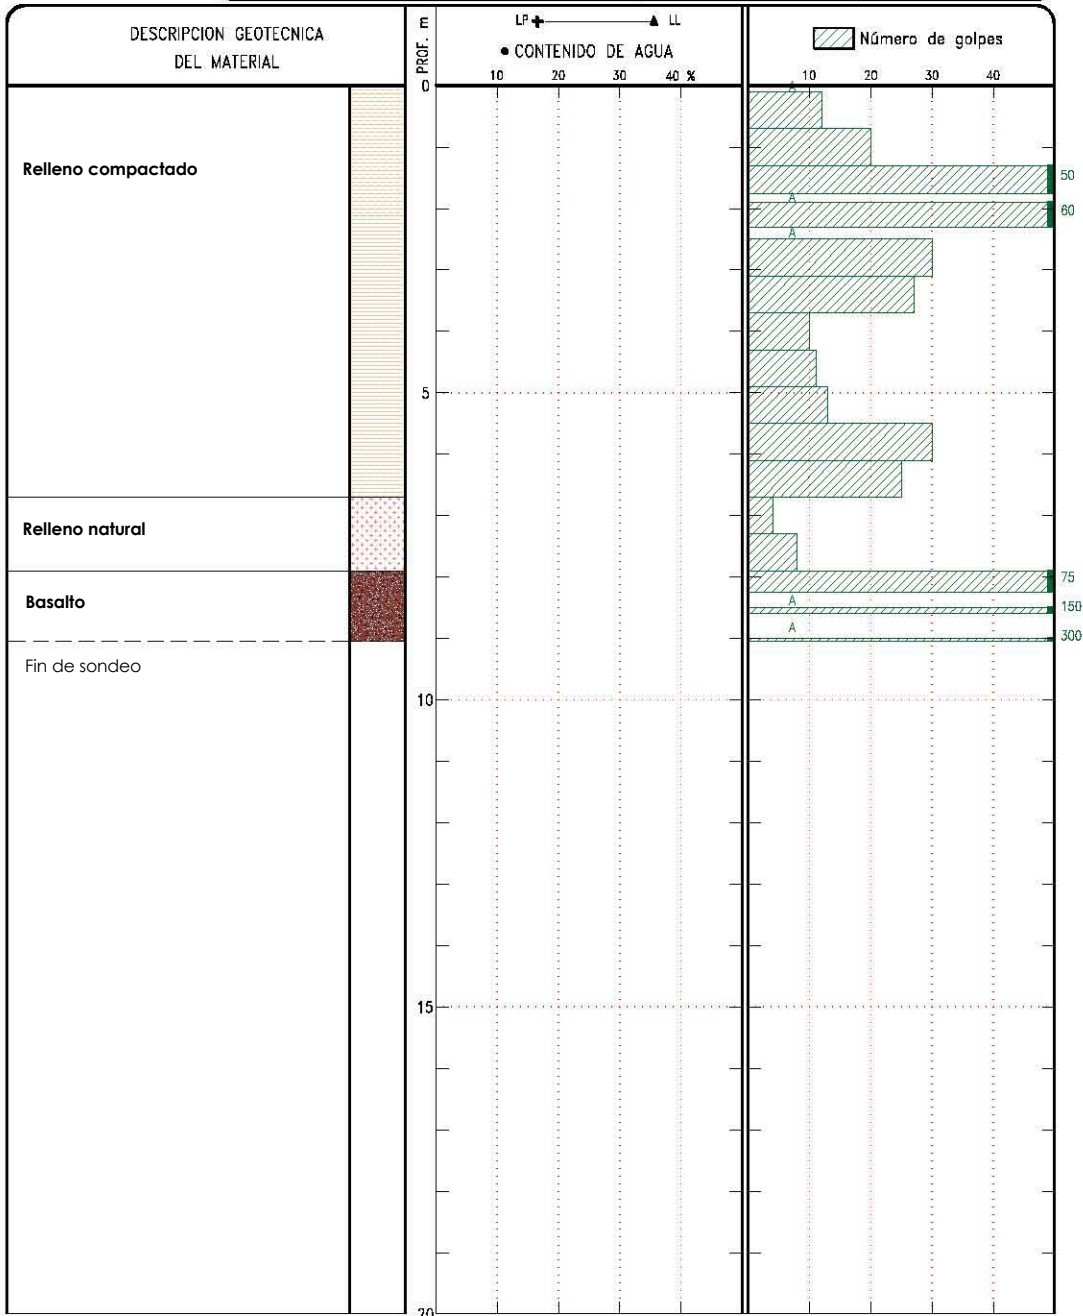 DESCRIPCION GEOTECNICA
DEL MATERIAL
PROF. m
LP LL
CONTENIDO DE AGUA
10 20 30 40 %
Número de golpes
10 20 30 40
0
A
Relleno compactado
50
A
60
A
5
Relleno natural
75
Basalto
A
150
A
300
Fin de sondeo
10
15
20